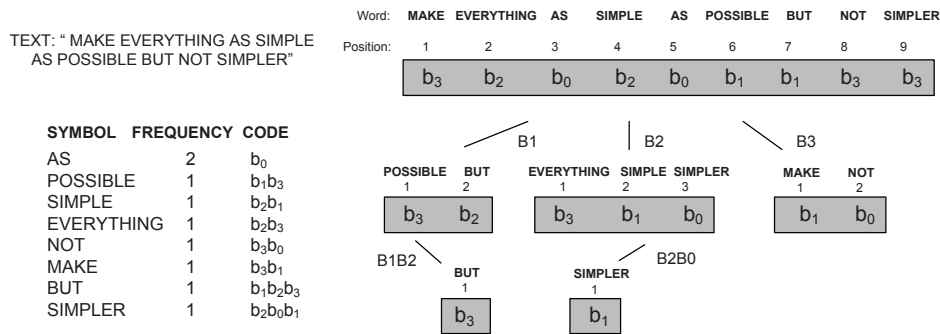 TEXT: “ MAKE EVERYTHING AS SIMPLE
AS POSSIBLE BUT NOT SIMPLER”
SYMBOL FREQUENCY CODE
AS 2 b0
POSSIBLE 1 b1b3
SIMPLE 1 b2b1
EVERYTHING 1 b2b3
NOT 1 b3b0
MAKE 1 b3b1
BUT 1 b1b2b3
SIMPLER 1 b2b0b1
Word: MAKE EVERYTHING AS SIMPLE AS POSSIBLE BUT NOT SIMPLER
Position: 1 2 3 4 5 6 7 8 9
b3 b2 b0 b2 b0 b1 b1 b3 b3
B1 B2 B3
POSSIBLE BUT EVERYTHING SIMPLE SIMPLER MAKE NOT
1 2 1 2 3 1 2
b3 b2 b3 b1 b0 b1 b0
B1B2 B2B0
BUT SIMPLER
1 1
b3 b1